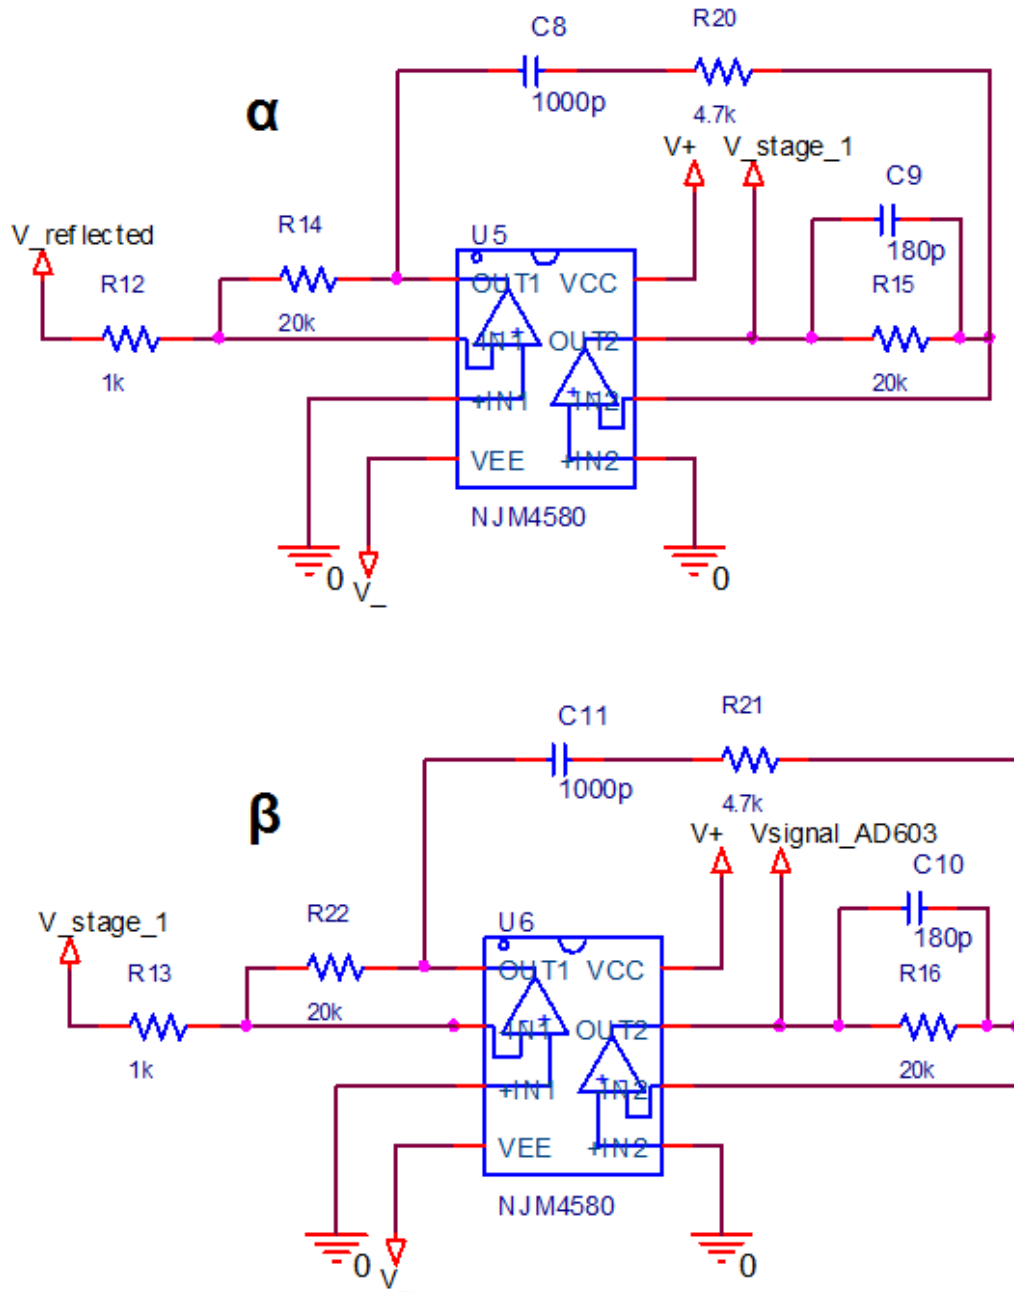 C8
R20
1000p
α
4.7k
V+
V_stage_1
C9
R14
V_reflected
U5
180p
R12
OUT1
VCC
R15
20k
-IN1
OUT2
1k
20k
+IN1
-IN2
VEE
+IN2
NJM4580
0
V_
0
C11
R21
1000p
β
4.7k
V+
Vsignal_AD603
C10
R22
V_stage_1
U6
180p
R13
OUT1
VCC
R16
20k
-IN1
OUT2
1k
20k
+IN1
-IN2
VEE
+IN2
NJM4580
0
V_
0